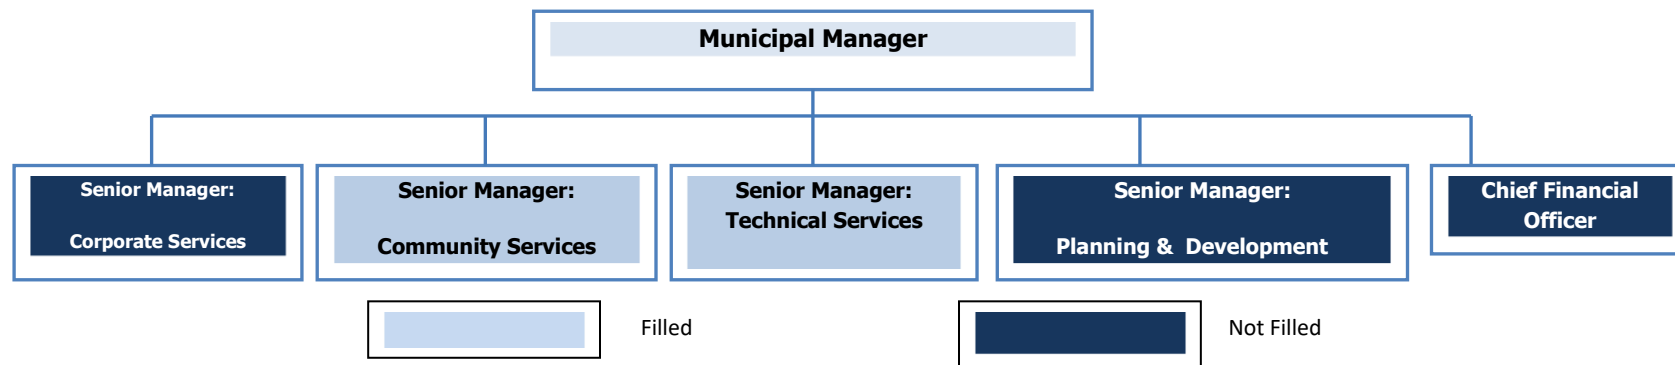 Municipal Manager
Senior Manager:
Corporate Services
Senior Manager:
Community Services
Senior Manager:
Technical Services
Senior Manager:
Planning & Development
Chief Financial
Officer
Filled
Not Filled